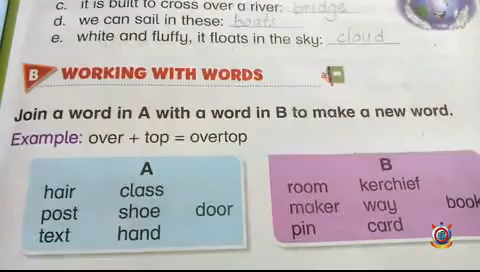 c. it is built to cross over a river: bridge
d. we can sail in these: boats
e. white and fluffy, it floats in the sky: cloud
B WORKING WITH WORDS
Join a word in A with a word in B to make a new word.
Example: over + top = overtop
A
hair class
post shoe door
text hand
B
room kerchief
maker way book
pin card